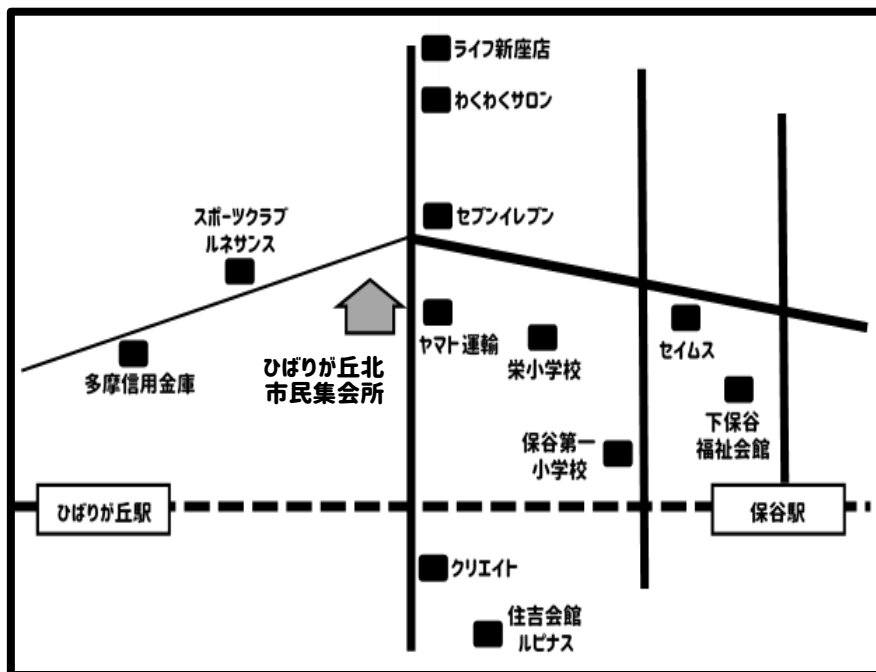 ライフ新座店
わくわくサロン
スポーツクラブ
ルネサンス
セブンイレブン
ヤマト運輸
栄小学校
セイムス
多摩信用金庫
ひばりが丘北
市民集会所
下保谷
福祉会館
保谷第一
小学校
ひばりが丘駅
保谷駅
クリエイト
住吉会館
ルピナス